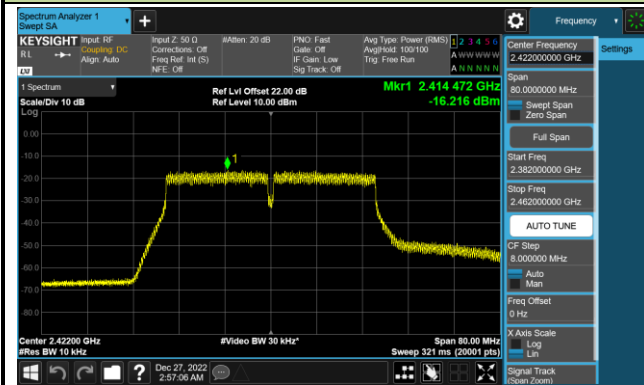 Spectrum Analyzer 1
Swept SA
+
Frequency
KEYSIGHT
R L
LXI
Input: RF
Coupling: DC
Align: Auto
Input Z: 50 Ω
Corrections: Off
Freq Ref: Int (S)
NFE: Off
#Atten: 20 dB
PNO: Fast
Gate: Off
IF Gain: Low
Sig Track: Off
Avg Type: Power (RMS)
Avg|Hold: 100/100
Trig: Free Run
1 2 3 4 5 6
A W W W W W
A N N N N N
1 Spectrum
Scale/Div 10 dB
Log
Ref Lvl Offset 22.00 dB
Ref Level 10.00 dBm
Mkr1 2.414 472 GHz
-16.216 dBm
0.00
-10.0
-20.0
-30.0
-40.0
-50.0
-60.0
-70.0
-80.0
1
Center 2.42200 GHz
#Res BW 10 kHz
#Video BW 30 kHz*
Span 80.00 MHz
Sweep 321 ms (20001 pts)
Center Frequency
2.422000000 GHz
Settings
Span
80.0000000 MHz
Swept Span
Zero Span
Full Span
Start Freq
2.382000000 GHz
Stop Freq
2.462000000 GHz
AUTO TUNE
CF Step
8.000000 MHz
Auto
Man
Freq Offset
0 Hz
X Axis Scale
Log
Lin
Signal Track
(Span Zoom)
?
Dec 27, 2022
2:57:06 AM